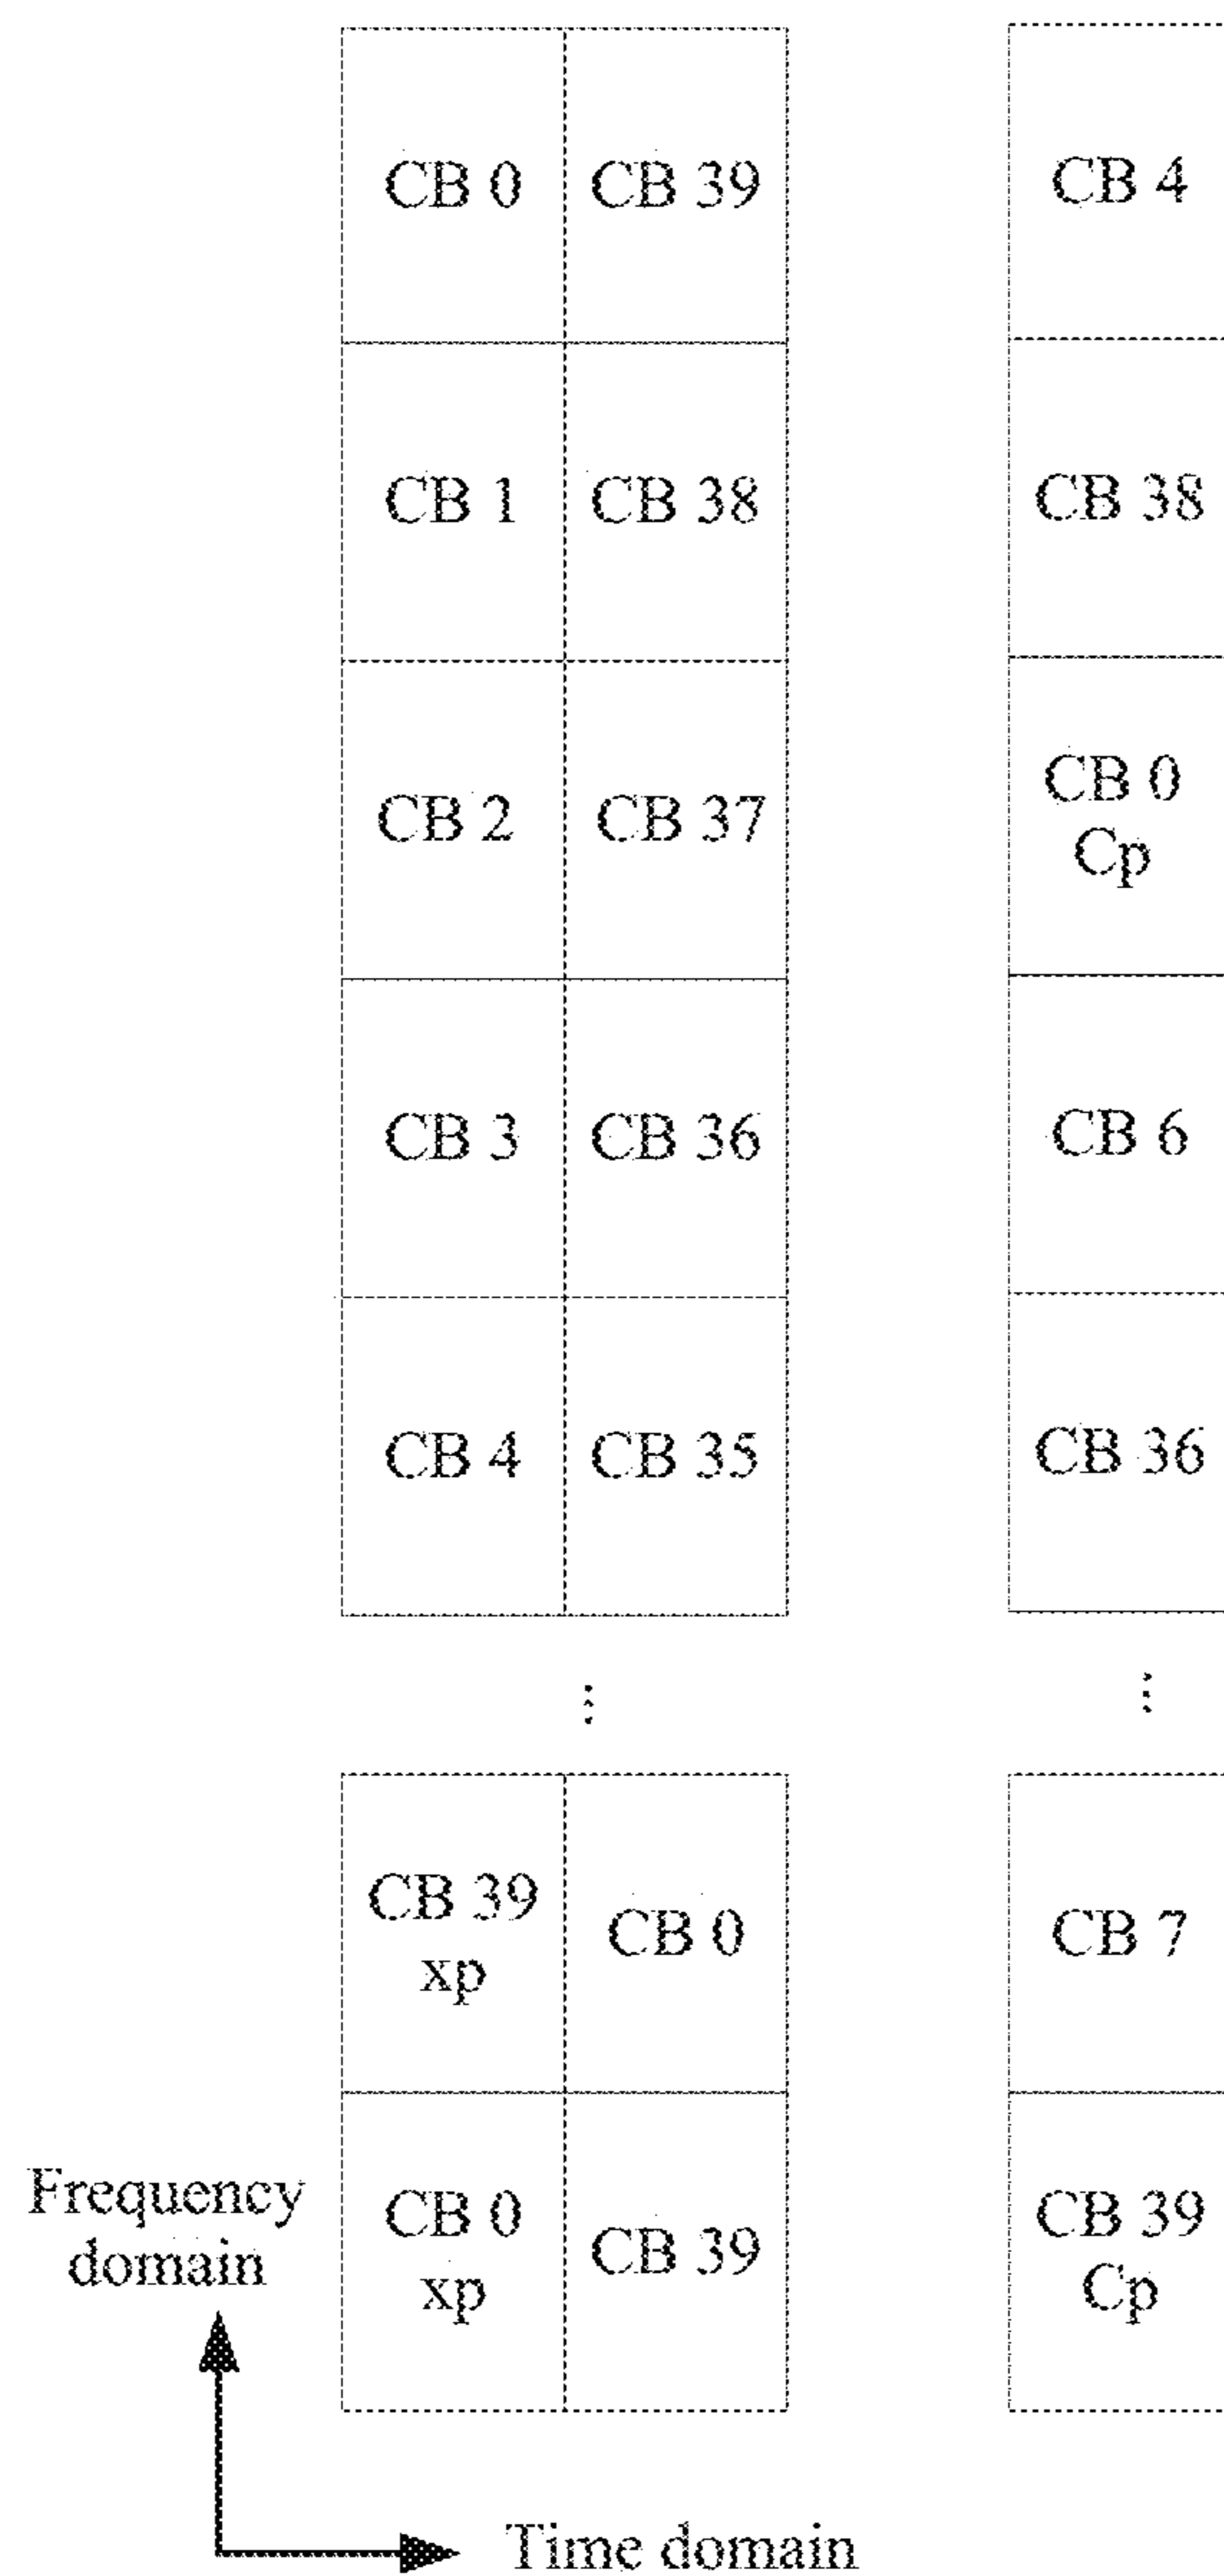 CB 0 CB 39 CB 4
CB 1 CB 38 CB 38
CB 2 CB 37 CB 0
Cp
CB 3 CB 36 CB 6
CB 4 CB 35 CB 36
⋮ ⋮
CB 39
xp CB 0 CB 7
CB 0
xp CB 39 CB 39
Cp
Frequency
domain
Time domain